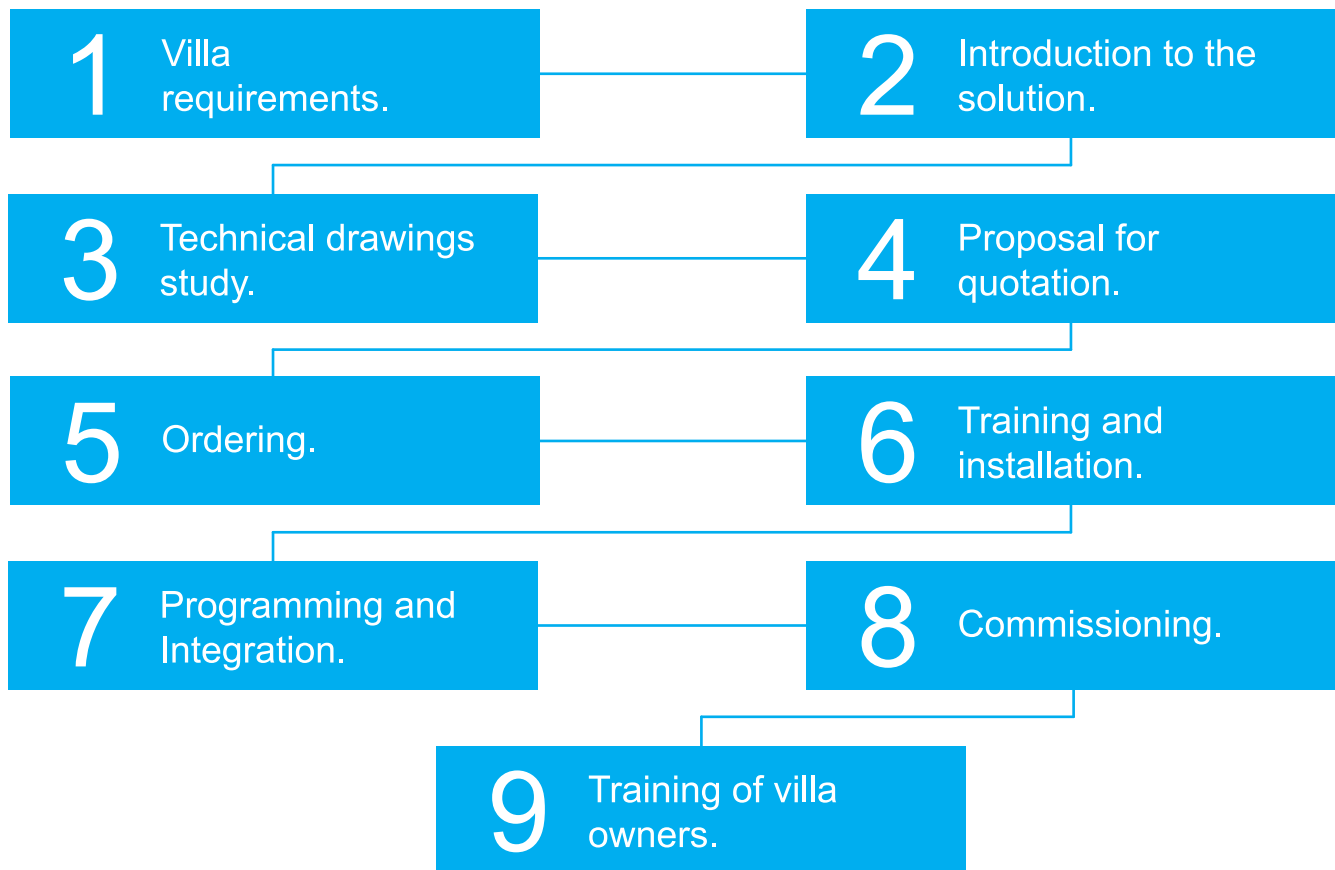 1
Villa
requirements.
2
Introduction to the
solution.
3
Technical drawings
study.
4
Proposal for
quotation.
5
Ordering.
6
Training and
installation.
7
Programming and
Integration.
8
Commissioning.
9
Training of villa
owners.